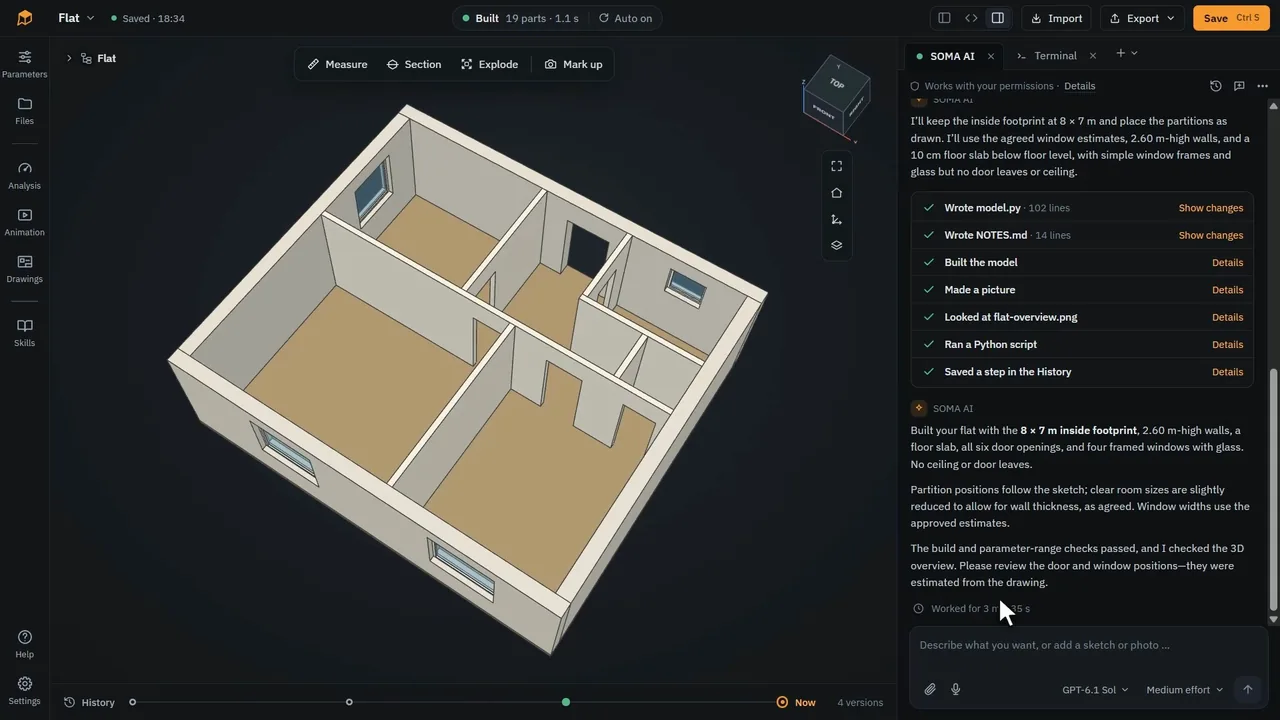 Flat
Saved · 18:34
Built 19 parts · 1.1 s
Auto on
Import
Export
Save Ctrl S
Parameters
Files
Analysis
Animation
Drawings
Skills
Help
Settings
Flat
Measure
Section
Explode
Mark up
TOP
FRONT
RIGHT
Z
Y
SOMA AI
Terminal
Works with your permissions · Details
SOMA AI
I’ll keep the inside footprint at 8 × 7 m and place the partitions as
drawn. I’ll use the agreed window estimates, 2.60 m-high walls, and a
10 cm floor slab below floor level, with simple window frames and
glass but no door leaves or ceiling.
Wrote model.py · 102 lines Show changes
Wrote NOTES.md · 14 lines Show changes
Built the model Details
Made a picture Details
Looked at flat-overview.png Details
Ran a Python script Details
Saved a step in the History Details
SOMA AI
Built your flat with the 8 × 7 m inside footprint, 2.60 m-high walls, a
floor slab, all six door openings, and four framed windows with glass.
No ceiling or door leaves.
Partition positions follow the sketch; clear room sizes are slightly
reduced to allow for wall thickness, as agreed. Window widths use the
approved estimates.
The build and parameter-range checks passed, and I checked the 3D
overview. Please review the door and window positions—they were
estimated from the drawing.
Worked for 3 m 35 s
Describe what you want, or add a sketch or photo ...
GPT-6.1 Sol
Medium effort
History
Now
4 versions